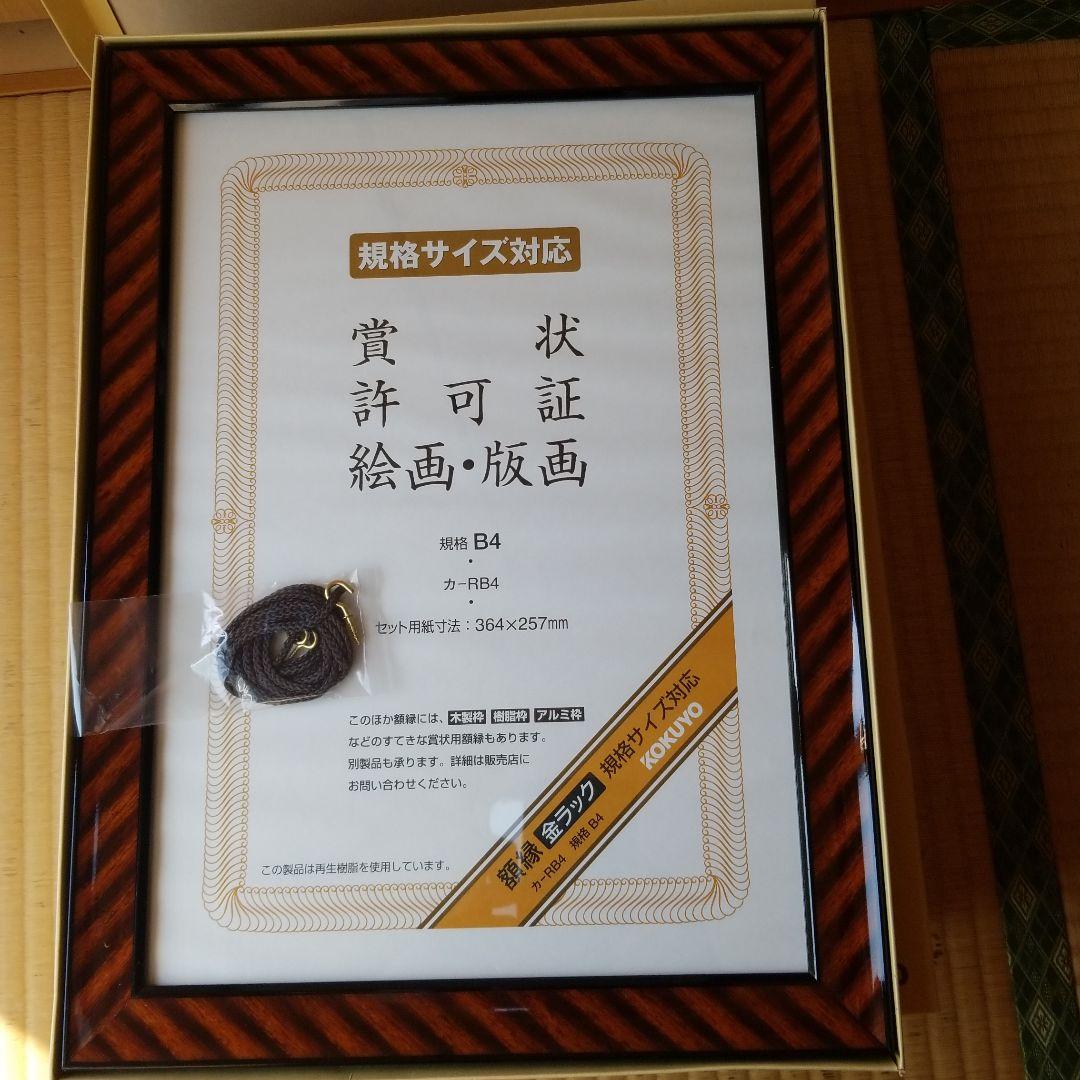 規格サイズ対応
賞状
許可証
絵画・版画
規格 B4
・
カ-RB4
・
セット用紙寸法：364×257mm
このほか額縁には、木製枠 樹脂枠 アルミ枠
などのすてきな賞状用額縁もあります。
別製品も承ります。詳細は販売店に
お問い合わせください。
この製品は再生樹脂を使用しています。
額縁 金ラック 規格サイズ対応
カ-RB4 規格 B4
KOKUYO